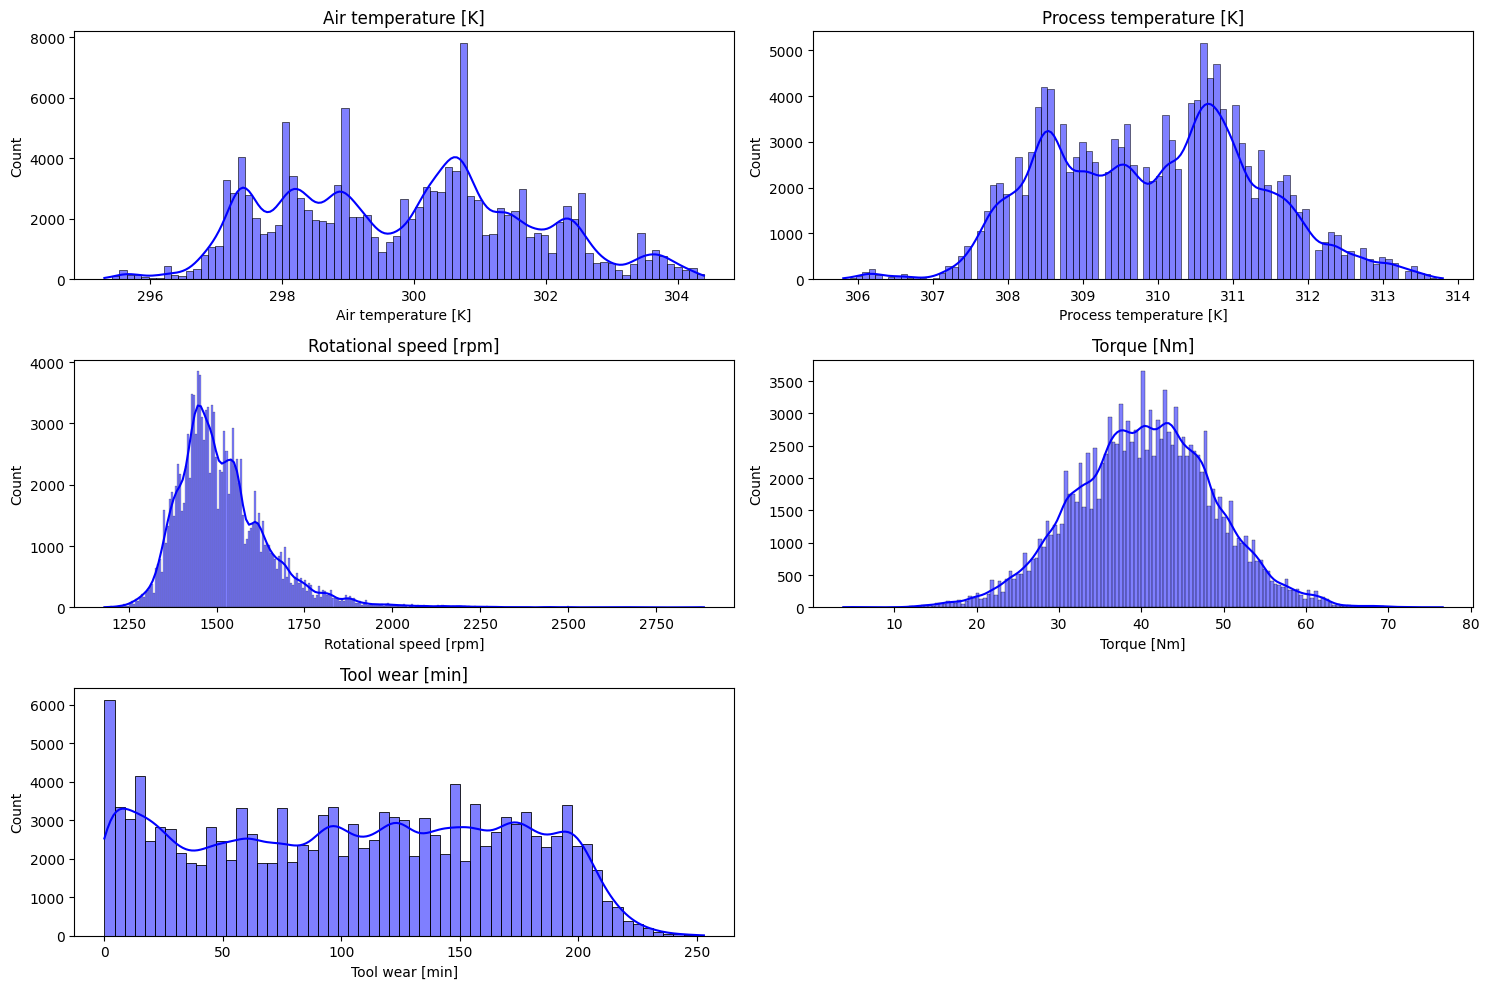 Air temperature [K]
8000
6000
4000
2000
0
Count
296 298 300 302 304
Air temperature [K]
Process temperature [K]
5000
4000
3000
2000
1000
0
Count
306 307 308 309 310 311 312 313 314
Process temperature [K]
Rotational speed [rpm]
4000
3000
2000
1000
0
Count
1250 1500 1750 2000 2250 2500 2750
Rotational speed [rpm]
Torque [Nm]
3500
3000
2500
2000
1500
1000
500
0
Count
10 20 30 40 50 60 70 80
Torque [Nm]
Tool wear [min]
6000
5000
4000
3000
2000
1000
0
Count
0 50 100 150 200 250
Tool wear [min]